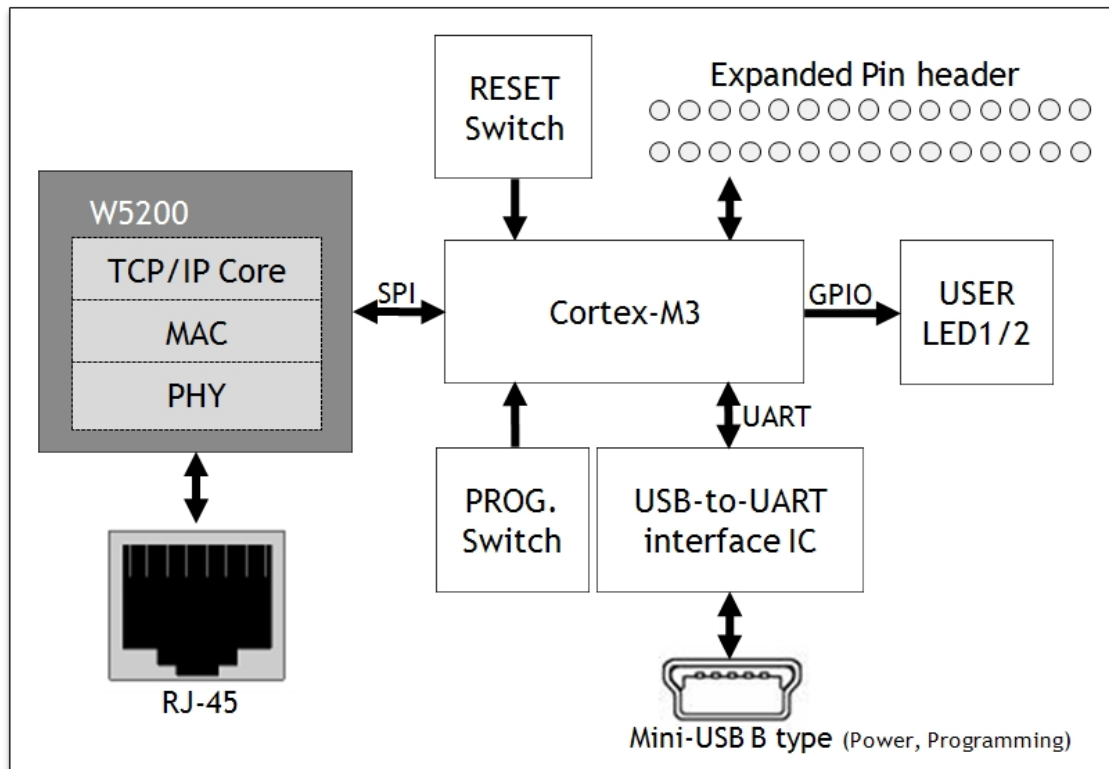 RESET
Switch
Expanded Pin header
W5200
TCP/IP Core
MAC
PHY
SPI
Cortex-M3
GPIO
USER
LED1/2
UART
PROG.
Switch
USB-to-UART
interface IC
RJ-45
Mini-USB B type (Power, Programming)